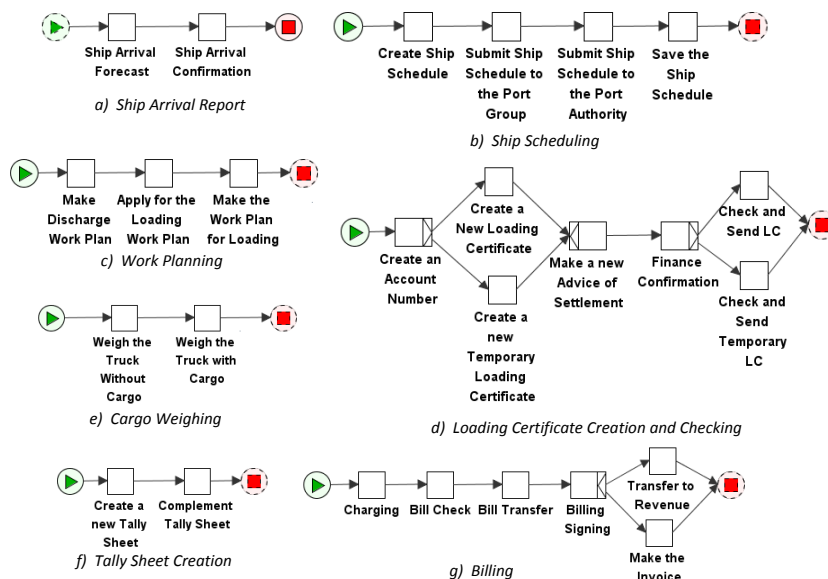 Ship Arrival
Forecast
Ship Arrival
Confirmation
a) Ship Arrival Report
Create Ship
Schedule
Submit Ship
Schedule to
the Port
Group
Submit Ship
Schedule to
the Port
Authority
Save the
Ship
Schedule
b) Ship Scheduling
Make
Discharge
Work Plan
Apply for the
Loading
Work Plan
Make the
Work Plan
for Loading
c) Work Planning
Create an
Account
Number
Create a
New Loading
Certificate
Create a
new
Temporary
Loading
Certificate
Make a new
Advice of
Settlement
Finance
Confirmation
Check and
Send LC
Check and
Send
Temporary
LC
d) Loading Certificate Creation and Checking
Weigh the
Truck
Without
Cargo
Weigh the
Truck with
Cargo
e) Cargo Weighing
Create a
new Tally
Sheet
Complement
Tally Sheet
f) Tally Sheet Creation
Charging
Bill Check
Bill Transfer
Billing
Signing
Transfer to
Revenue
Make the
Invoice
g) Billing